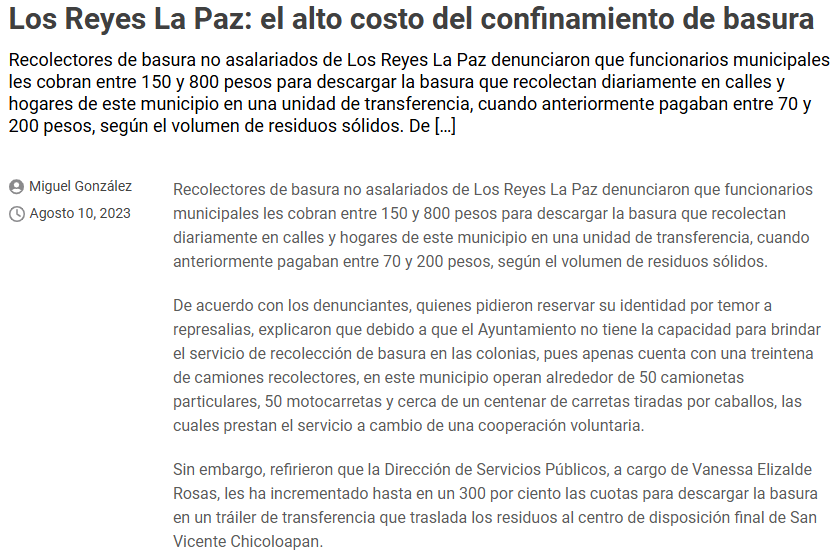 Los Reyes La Paz: el alto costo del confinamiento de basura
Recolectores de basura no asalariados de Los Reyes La Paz denunciaron que funcionarios municipales
les cobran entre 150 y 800 pesos para descargar la basura que recolectan diariamente en calles y
hogares de este municipio en una unidad de transferencia, cuando anteriormente pagaban entre 70 y
200 pesos, según el volumen de residuos sólidos. De [...]
Miguel González
Agosto 10, 2023
Recolectores de basura no asalariados de Los Reyes La Paz denunciaron que funcionarios
municipales les cobran entre 150 y 800 pesos para descargar la basura que recolectan
diariamente en calles y hogares de este municipio en una unidad de transferencia, cuando
anteriormente pagaban entre 70 y 200 pesos, según el volumen de residuos sólidos.
De acuerdo con los denunciantes, quienes pidieron reservar su identidad por temor a
represalias, explicaron que debido a que el Ayuntamiento no tiene la capacidad para brindar
el servicio de recolección de basura en las colonias, pues apenas cuenta con una treintena
de camiones recolectores, en este municipio operan alrededor de 50 camionetas
particulares, 50 motocarretas y cerca de un centenar de carretas tiradas por caballos, las
cuales prestan el servicio a cambio de una cooperación voluntaria.
Sin embargo, refirieron que la Dirección de Servicios Públicos, a cargo de Vanessa Elizalde
Rosas, les ha incrementado hasta en un 300 por ciento las cuotas para descargar la basura
en un tráiler de transferencia que traslada los residuos al centro de disposición final de San
Vicente Chicoloapan.